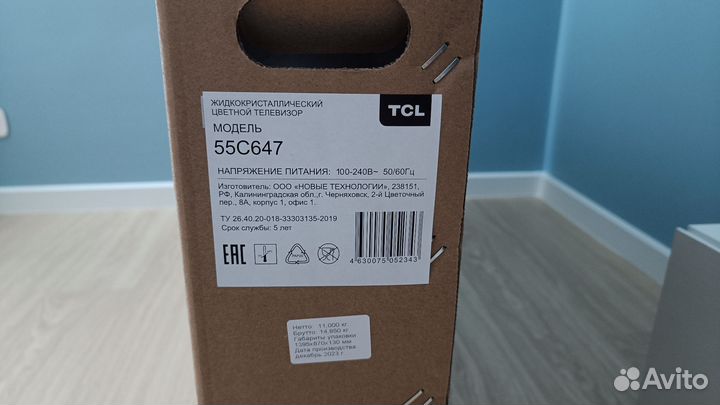 ЖИДКОКРИСТАЛЛИЧЕСКИЙ
ЦВЕТНОЙ ТЕЛЕВИЗОР
TCL
МОДЕЛЬ
55C647
НАПРЯЖЕНИЕ ПИТАНИЯ: 100-240В~ 50/60Гц
Изготовитель: ООО «НОВЫЕ ТЕХНОЛОГИИ», 238151,
РФ, Калининградская обл.,г. Черняховск, 2-й Цветочный
пер., 8А, корпус 1, офис 1.
ТУ 26.40.20-018-33303135-2019
Срок службы: 5 лет
ЕАС
4 630075 052343
Нетто: 11,000 кг.
Брутто: 14,850 кг.
Габариты упаковки
1395x870x130 мм
Дата производства
декабрь 2023 г.
Avito